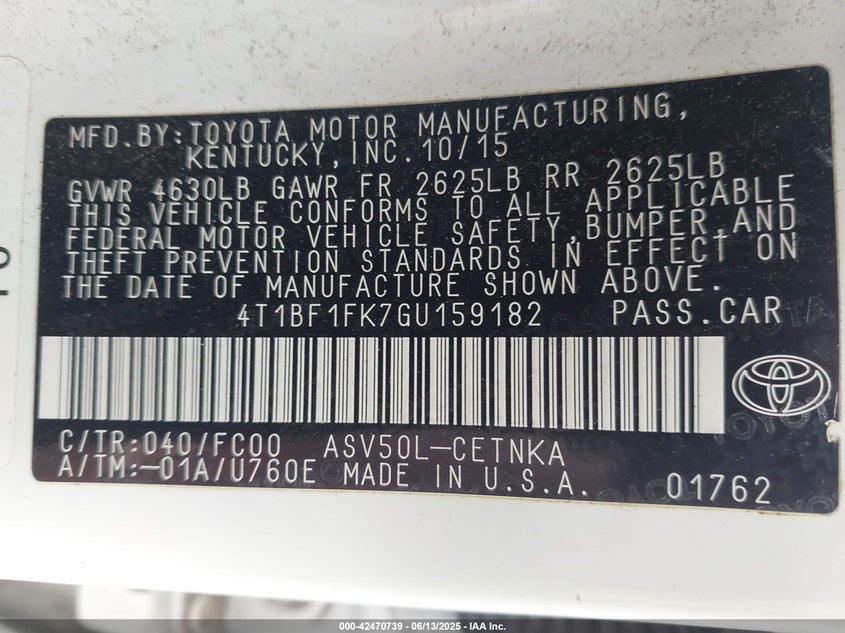 MFD.BY:TOYOTA MOTOR MANUFACTURING,
KENTUCKY,INC.10/15
GVWR 4630LB GAWR FR 2625LB RR 2625LB
THIS VEHICLE CONFORMS TO ALL APPLICABLE
FEDERAL MOTOR VEHICLE SAFETY,BUMPER,AND
THEFT PREVENTION STANDARDS IN EFFECT ON
THE DATE OF MANUFACTURE SHOWN ABOVE.
4T1BF1FK7GU159182 PASS.CAR
C/TR:040/FC00 ASV50L-CETNKA
A/TM:-01A/U760E MADE IN U.S.A. 01762
000-42470739 - 06/13/2025 - IAA Inc.